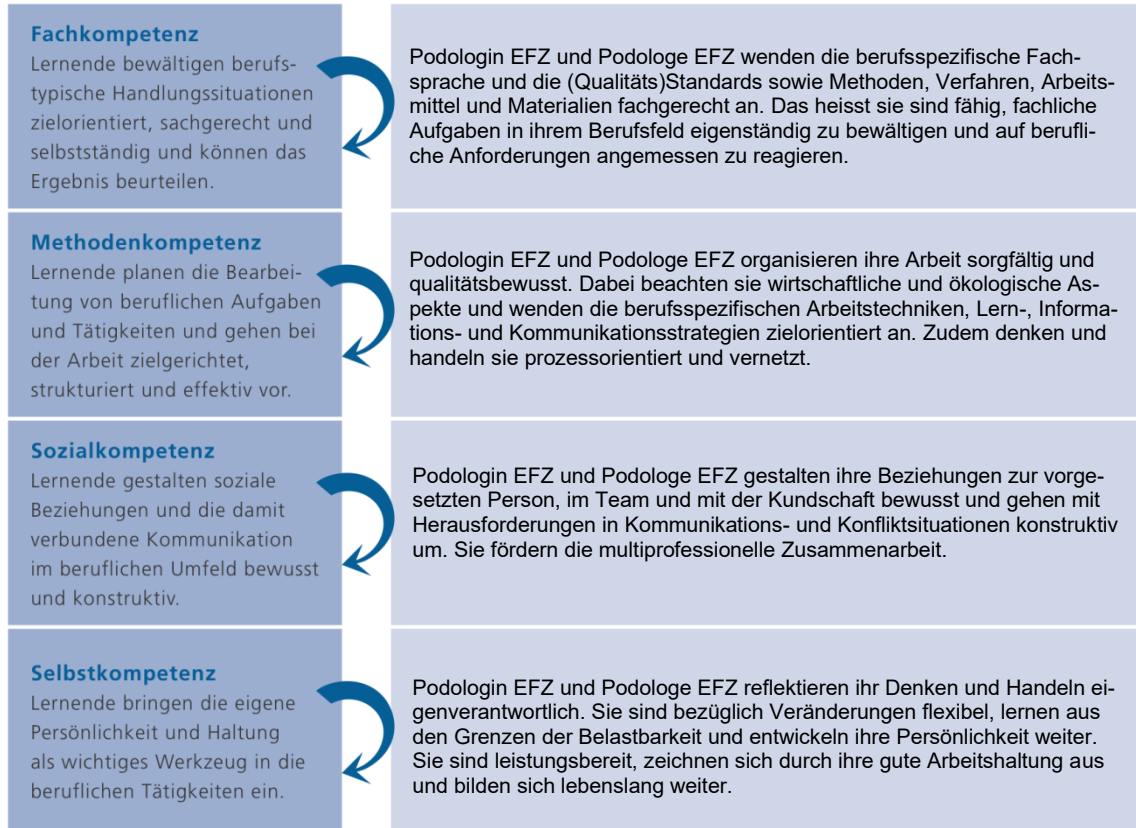 Fachkompetenz
Lernende bewältigen berufs-
typische Handlungssituationen
zielorientiert, sachgerecht und
selbstständig und können das
Ergebnis beurteilen.
Podologin EFZ und Podologe EFZ wenden die berufsspezifische Fach-
sprache und die (Qualitäts)Standards sowie Methoden, Verfahren, Arbeits-
mittel und Materialien fachgerecht an. Das heisst sie sind fähig, fachliche
Aufgaben in ihrem Berufsfeld eigenständig zu bewältigen und auf berufli-
che Anforderungen angemessen zu reagieren.
Methodenkompetenz
Lernende planen die Bearbei-
tung von beruflichen Aufgaben
und Tätigkeiten und gehen bei
der Arbeit zielgerichtet,
strukturiert und effektiv vor.
Podologin EFZ und Podologe EFZ organisieren ihre Arbeit sorgfältig und
qualitätsbewusst. Dabei beachten sie wirtschaftliche und ökologische As-
pekte und wenden die berufsspezifischen Arbeitstechniken, Lern-, Informa-
tions- und Kommunikationsstrategien zielorientiert an. Zudem denken und
handeln sie prozessorientiert und vernetzt.
Sozialkompetenz
Lernende gestalten soziale
Beziehungen und die damit
verbundene Kommunikation
im beruflichen Umfeld bewusst
und konstruktiv.
Podologin EFZ und Podologe EFZ gestalten ihre Beziehungen zur vorge-
setzten Person, im Team und mit der Kundschaft bewusst und gehen mit
Herausforderungen in Kommunikations- und Konfliktsituationen konstruktiv
um. Sie fördern die multiprofessionelle Zusammenarbeit.
Selbstkompetenz
Lernende bringen die eigene
Persönlichkeit und Haltung
als wichtiges Werkzeug in die
beruflichen Tätigkeiten ein.
Podologin EFZ und Podologe EFZ reflektieren ihr Denken und Handeln ei-
genverantwortlich. Sie sind bezüglich Veränderungen flexibel, lernen aus
den Grenzen der Belastbarkeit und entwickeln ihre Persönlichkeit weiter.
Sie sind leistungsbereit, zeichnen sich durch ihre gute Arbeitshaltung aus
und bilden sich lebenslang weiter.